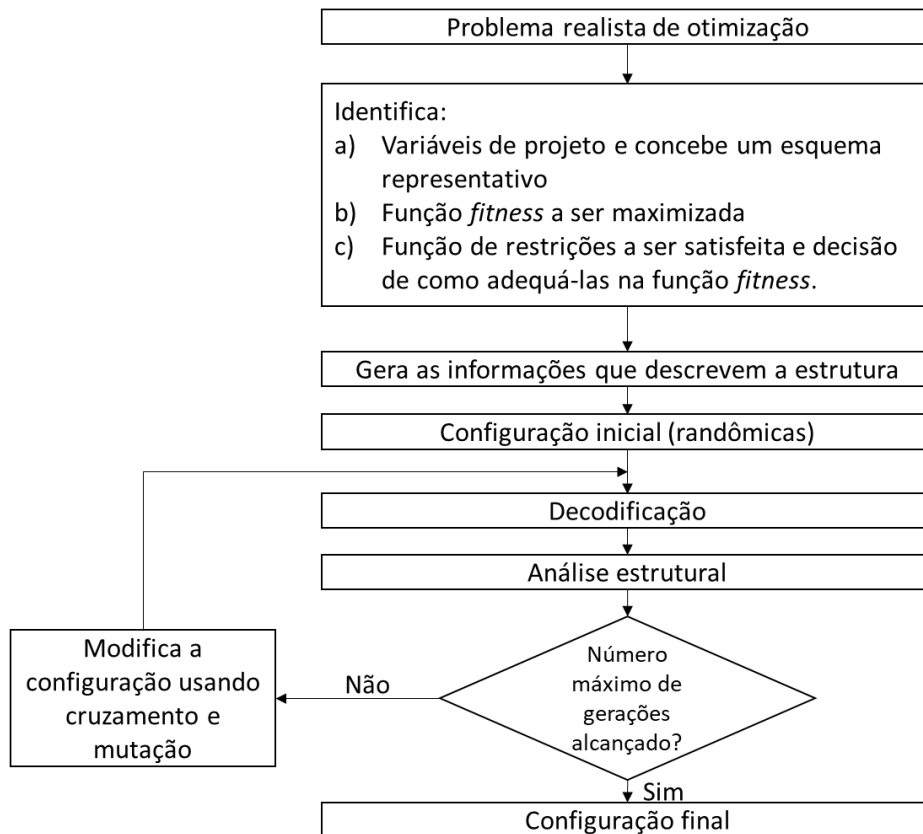 Problema realista de otimização
Identifica:
a) Variáveis de projeto e concebe um esquema
representativo
b) Função fitness a ser maximizada
c) Função de restrições a ser satisfeita e decisão
de como adequá-las na função fitness.
Gera as informações que descrevem a estrutura
Configuração inicial (randômicas)
Decodificação
Análise estrutural
Número
máximo de
gerações
alcançado?
Não
Modifica a
configuração usando
cruzamento e
mutação
Sim
Configuração final